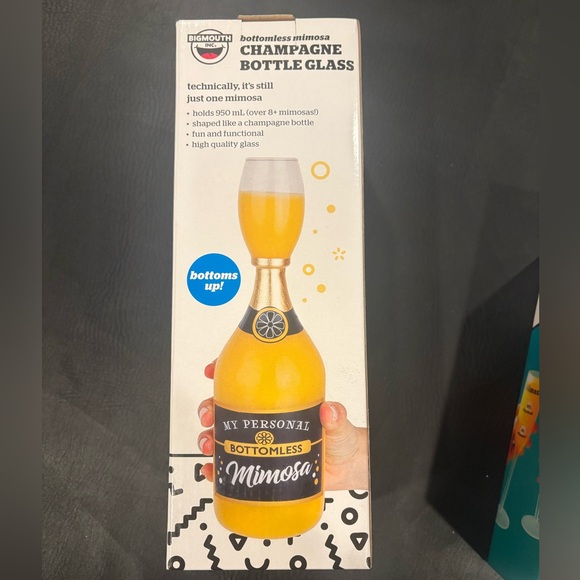 BIGMOUTH
INC.
bottomless mimosa
CHAMPAGNE
BOTTLE GLASS
technically, it's still
just one mimosa
• holds 950 mL (over 8+ mimosas!)
• shaped like a champagne bottle
• fun and functional
• high quality glass
bottoms
up!
MY PERSONAL
BOTTOMLESS
Mimosa